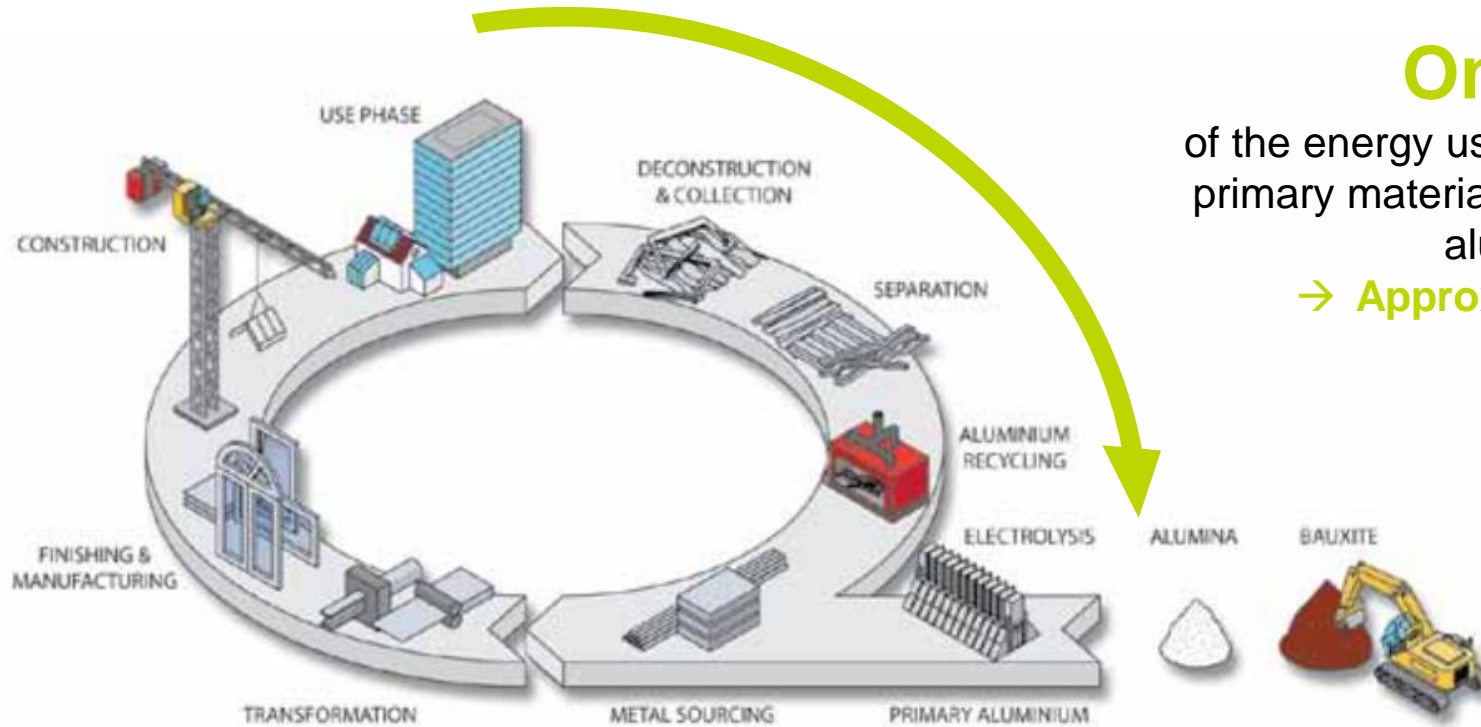 On
of the energy us
primary materia
alu
→ Appro
USE PHASE
DECONSTRUCTION
& COLLECTION
CONSTRUCTION
SEPARATION
ALUMINIUM
RECYCLING
ELECTROLYSIS
ALUMINA
BAUXITE
FINISHING &
MANUFACTURING
TRANSFORMATION
METAL SOURCING
PRIMARY ALUMINIUM